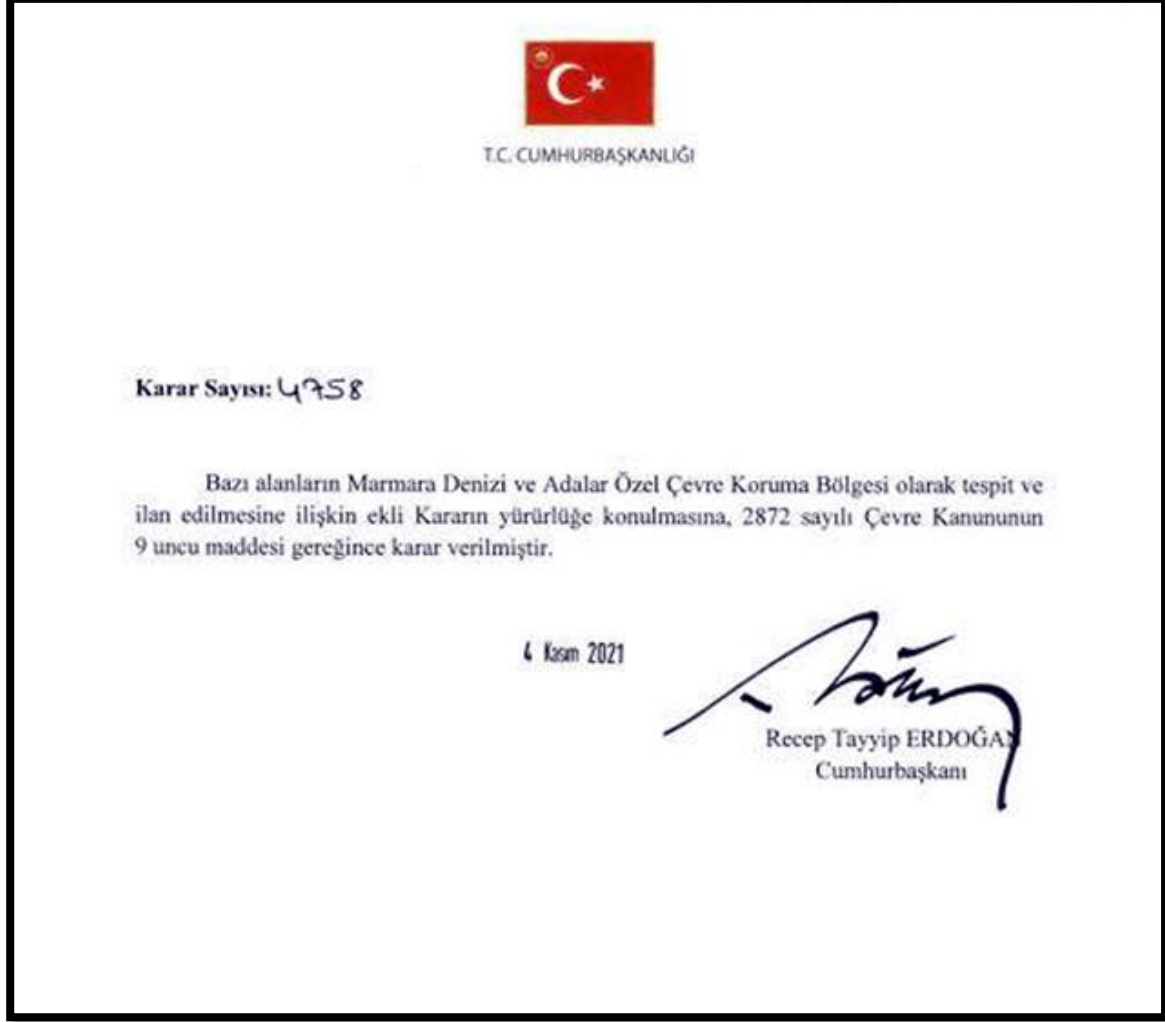 T.C. CUMHURBAŞKANLIĞI
Karar Sayısı: 4758
Bazı alanların Marmara Denizi ve Adalar Özel Çevre Koruma Bölgesi olarak tespit ve
ilan edilmesine ilişkin ekli Kararın yürürlüğe konulmasına, 2872 sayılı Çevre Kanununun
9 uncu maddesi gereğince karar verilmiştir.
4 Kasım 2021
Recep Tayyip ERDOĞAN
Cumhurbaşkanı